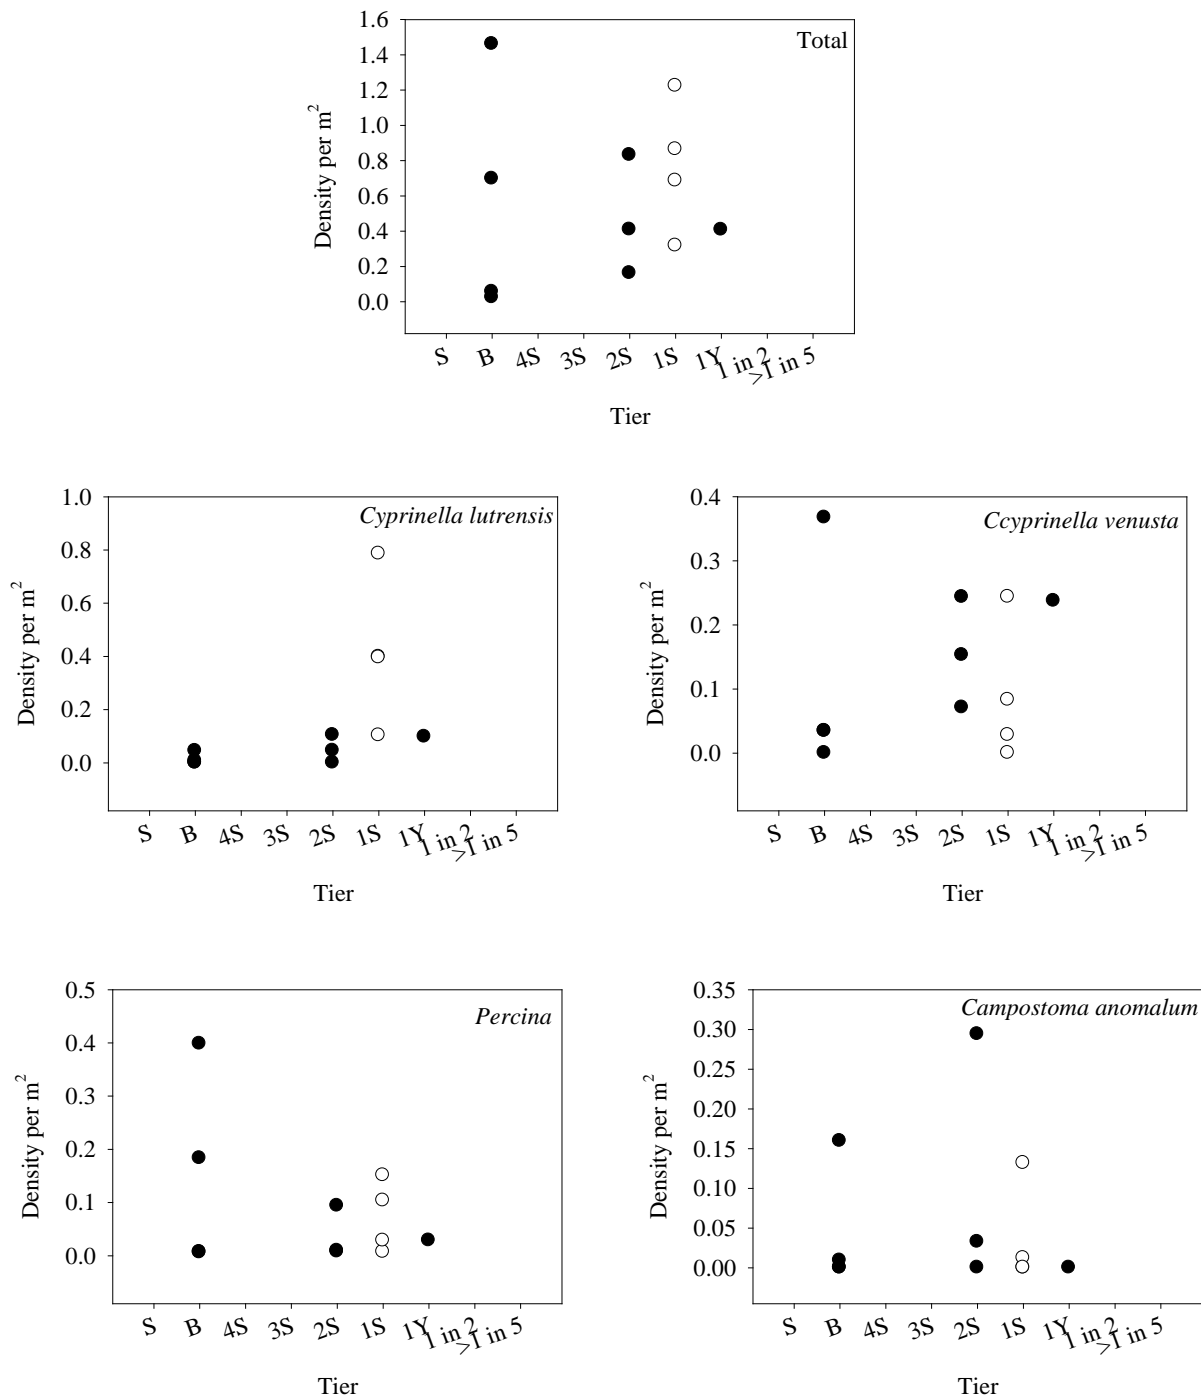 Total
Density per m²
1.6
1.4
1.2
1.0
0.8
0.6
0.4
0.2
0.0
S B 4S 3S 2S 1S 1Y 1 in 2 >1 in 5
Tier
Cyprinella lutrensis
Density per m²
1.0
0.8
0.6
0.4
0.2
0.0
S B 4S 3S 2S 1S 1Y 1 in 2 >1 in 5
Tier
Ccyprinella venusta
Density per m²
0.4
0.3
0.2
0.1
0.0
S B 4S 3S 2S 1S 1Y 1 in 2 >1 in 5
Tier
Percina
Density per m²
0.5
0.4
0.3
0.2
0.1
0.0
S B 4S 3S 2S 1S 1Y 1 in 2 >1 in 5
Tier
Campostoma anomalum
Density per m²
0.35
0.30
0.25
0.20
0.15
0.10
0.05
0.00
S B 4S 3S 2S 1S 1Y 1 in 2 >1 in 5
Tier